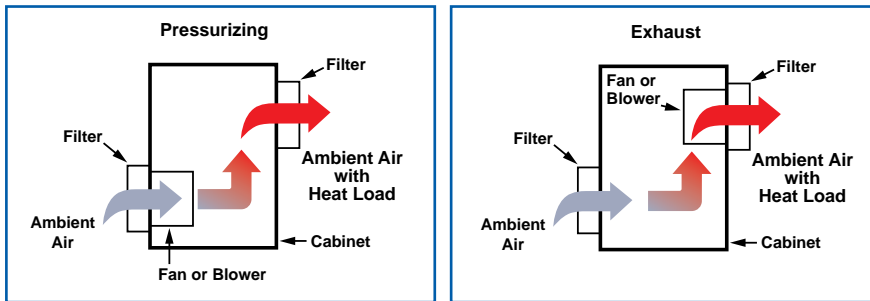 Pressurizing
Filter
Filter
Ambient Air
with
Heat Load
Ambient
Air
Cabinet
Fan or Blower
Exhaust
Fan or
Blower
Filter
Filter
Ambient Air
with
Heat Load
Ambient
Air
Cabinet